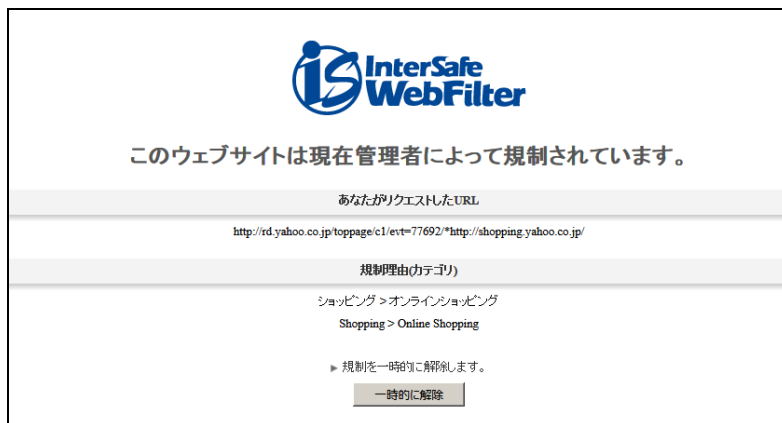 InterSafe
WebFilter
このウェブサイトは現在管理者によって規制されています。
あなたがリクエストしたURL
http://rd.yahoo.co.jp/toppage/c1/evt=77692/*http://shopping.yahoo.co.jp/
規制理由(カテゴリ)
ショッピング > オンラインショッピング
Shopping > Online Shopping
▶ 規制を一時的に解除します。
一時的に解除